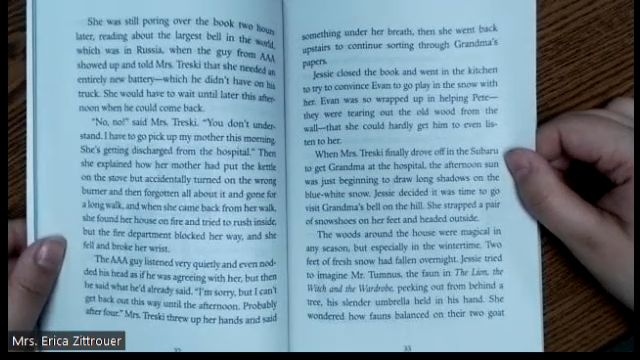 She was still poring over the book two hours
later, reading about the largest bell in the world,
which was in Russia, when the guy from AAA
showed up and told Mrs. Treski that she needed an
entirely new battery—which he didn't have on his
truck. She would have to wait until later this after-
noon when he could come back.
"No, no!" said Mrs. Treski. "You don't under-
stand. I have to go pick up my mother this morning.
She's getting discharged from the hospital." Then
she explained how her mother had put the kettle
on the stove but accidentally turned on the wrong
burner and then forgotten all about it and gone for
a long walk, and when she came back from her walk,
she found her house on fire and tried to rush inside,
but the fire department blocked her way, and she
fell and broke her wrist.
The AAA guy listened very quietly and even nod-
ded his head as if he was agreeing with her, but then
he said what he'd already said. "I'm sorry, but I can't
get back out this way until the afternoon. Probably
after four." Mrs. Treski threw up her hands and said
something under her breath, then she went back
upstairs to continue sorting through Grandma's
papers.
Jessie closed the book and went in the kitchen
to try to convince Evan to go play in the snow with
her. Evan was so wrapped up in helping Pete—
they were tearing out the old wood from the
wall—that she could hardly get him to even lis-
ten to her.
When Mrs. Treski finally drove off in the Subaru
to get Grandma at the hospital, the afternoon sun
was just beginning to draw long shadows on the
blue-white snow. Jessie decided it was time to go
visit Grandma's bell on the hill. She strapped a pair
of snowshoes on her feet and headed outside.
The woods around the house were magical in
any season, but especially in the wintertime. Two
feet of fresh snow had fallen overnight. Jessie tried
to imagine Mr. Tumnus, the faun in The Lion, the
Witch and the Wardrobe, peeking out from behind a
tree, his slender umbrella held in his hand. She
wondered how fauns balanced on their two goat
33
Mrs. Erica Zittrouer